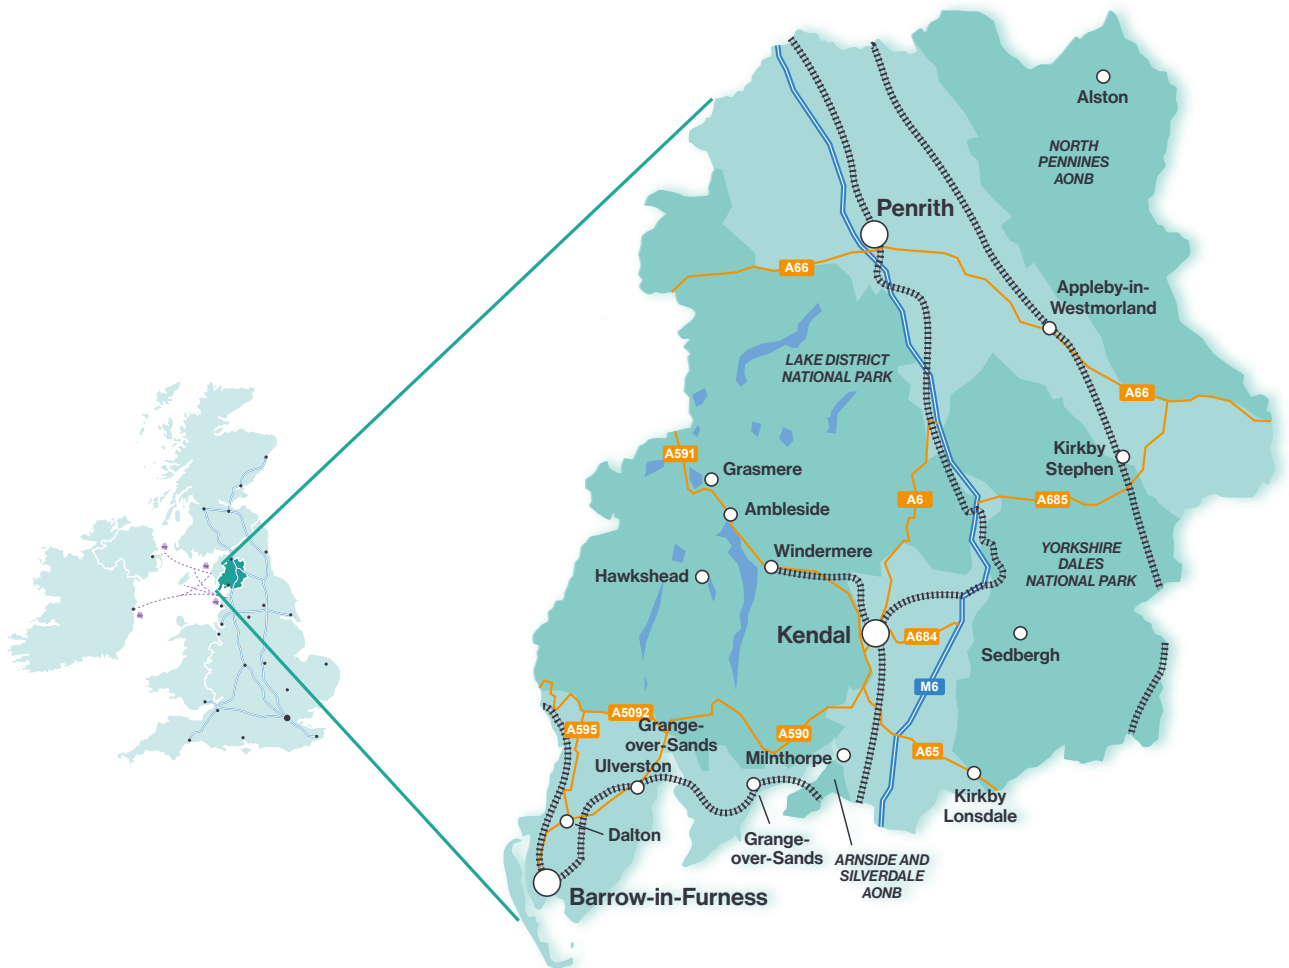 Alston
NORTH
PENNINES
AONB
Penrith
A66
Appleby-in-
Westmorland
LAKE DISTRICT
NATIONAL PARK
A66
A591
Kirkby
Stephen
Grasmere
A6
A685
Ambleside
Windermere
YORKSHIRE
DALES
NATIONAL PARK
Hawkshead
Kendal
A684
Sedbergh
M6
A5092
A595
Grange-
over-Sands
A590
A65
Milnthorpe
Ulverston
Kirkby
Lonsdale
Dalton
Grange-
over-Sands
ARNSIDE AND
SILVERDALE
AONB
Barrow-in-Furness